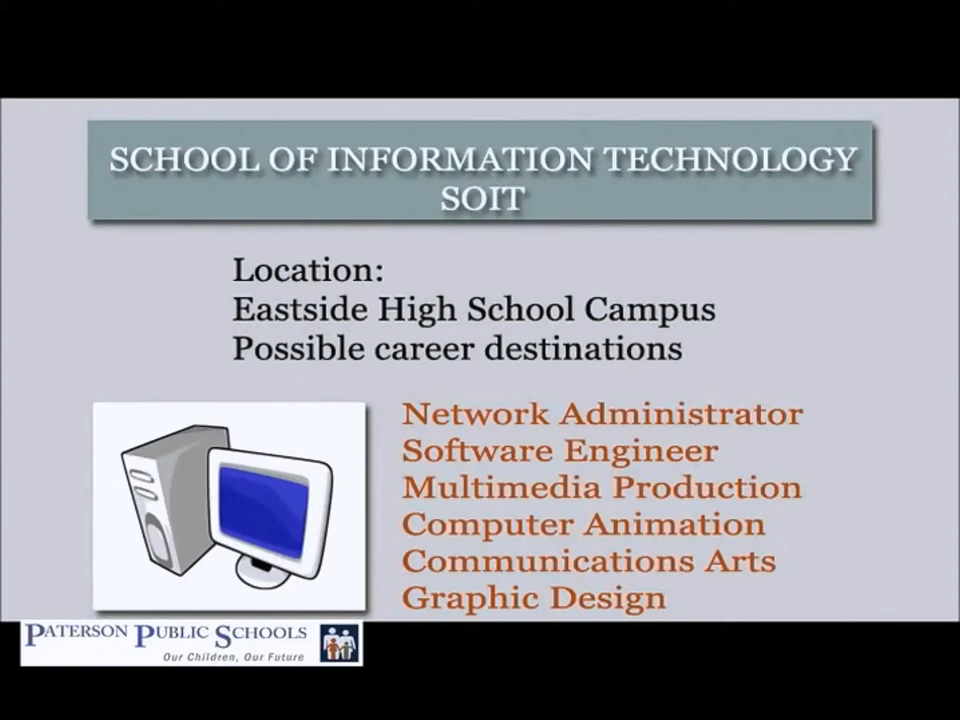 SCHOOL OF INFORMATION TECHNOLOGY
SOIT
Location:
Eastside High School Campus
Possible career destinations
Network Administrator
Software Engineer
Multimedia Production
Computer Animation
Communications Arts
Graphic Design
PATERSON PUBLIC SCHOOLS
Our Children, Our Future